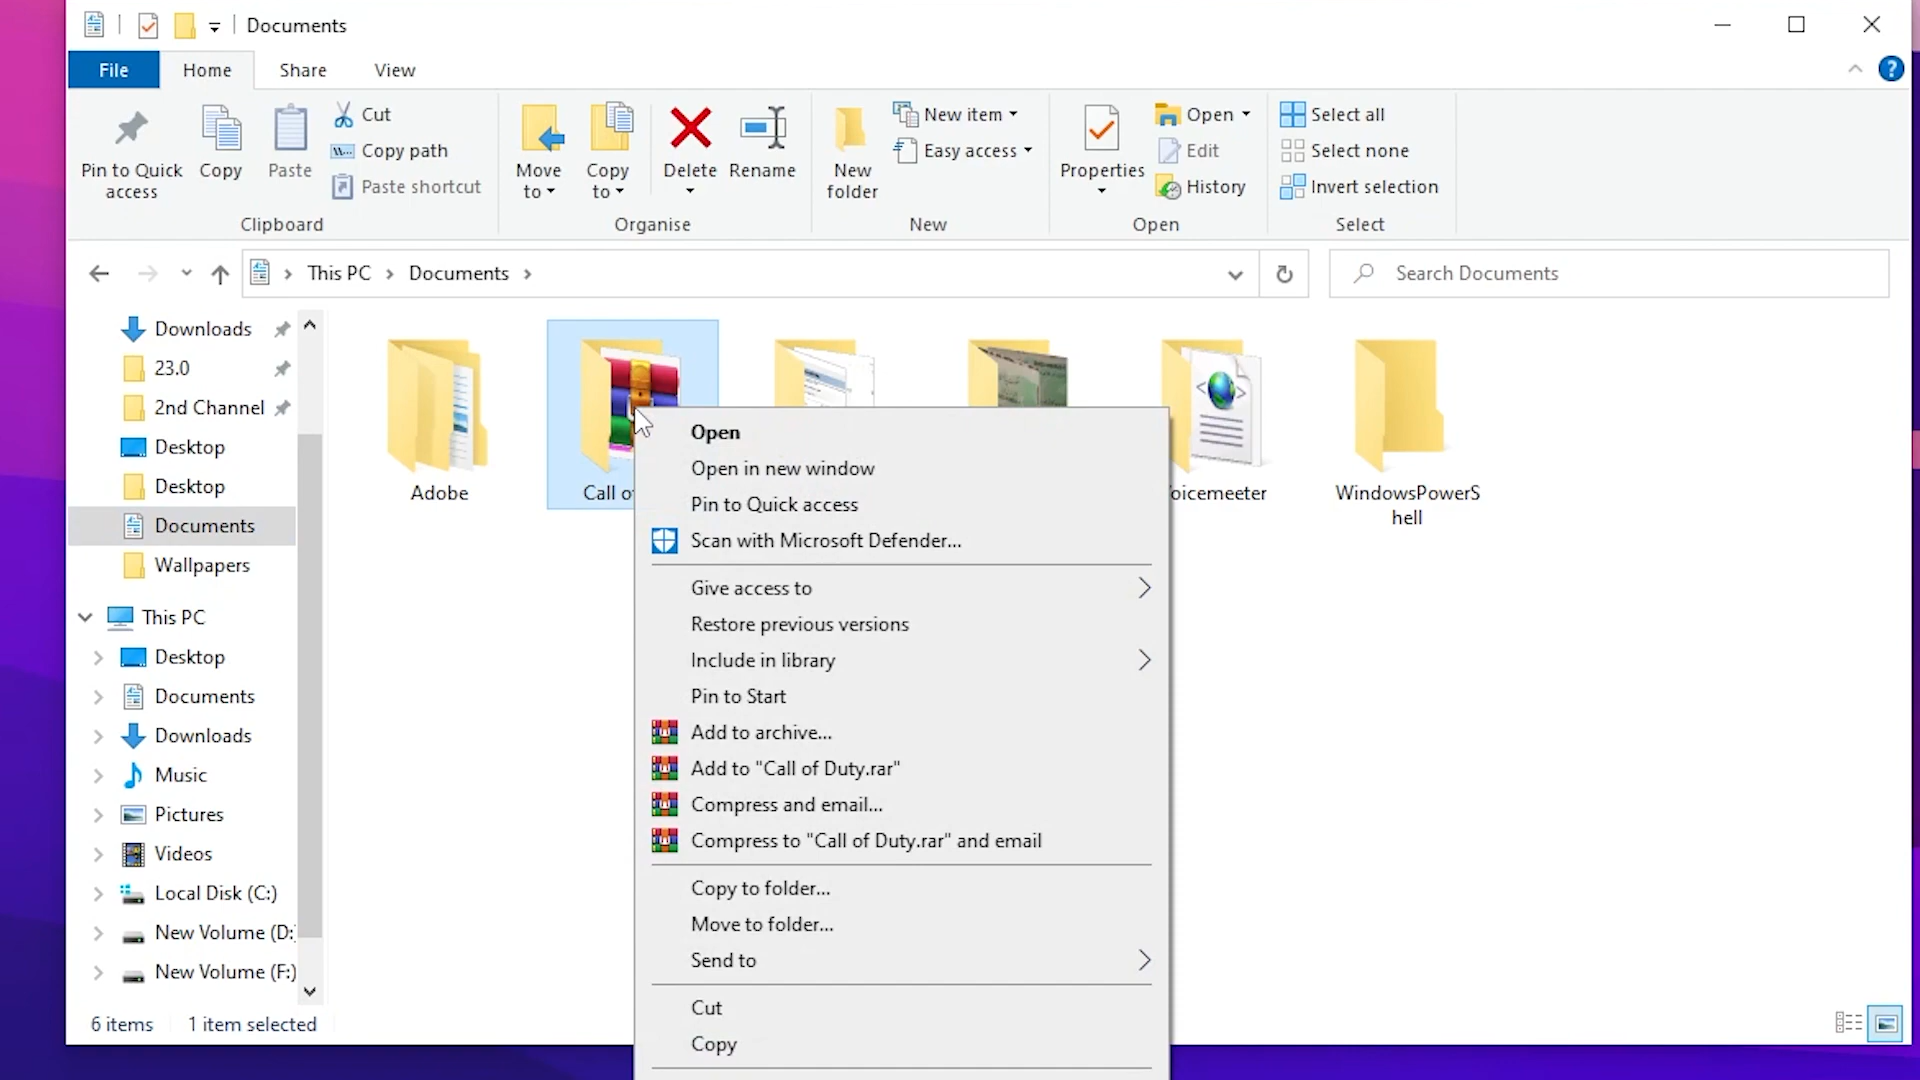 Documents
File
Home
Share
View
Pin to Quick
access
Copy
Paste
Cut
Copy path
Paste shortcut
Clipboard
Move
to
Copy
to
Delete
Rename
Organise
New
folder
New item
Easy access
New
Properties
Open
Edit
History
Open
Select all
Select none
Invert selection
Select
This PC
Documents
Search Documents
Downloads
23.0
2nd Channel
Desktop
Desktop
Documents
Wallpapers
This PC
Desktop
Documents
Downloads
Music
Pictures
Videos
Local Disk (C:)
New Volume (D:
New Volume (F:)
Adobe
Call o
oicemeeter
WindowsPowerS
hell
Open
Open in new window
Pin to Quick access
Scan with Microsoft Defender...
Give access to
Restore previous versions
Include in library
Pin to Start
Add to archive...
Add to "Call of Duty.rar"
Compress and email...
Compress to "Call of Duty.rar" and email
Copy to folder...
Move to folder...
Send to
Cut
Copy
6 items
1 item selected